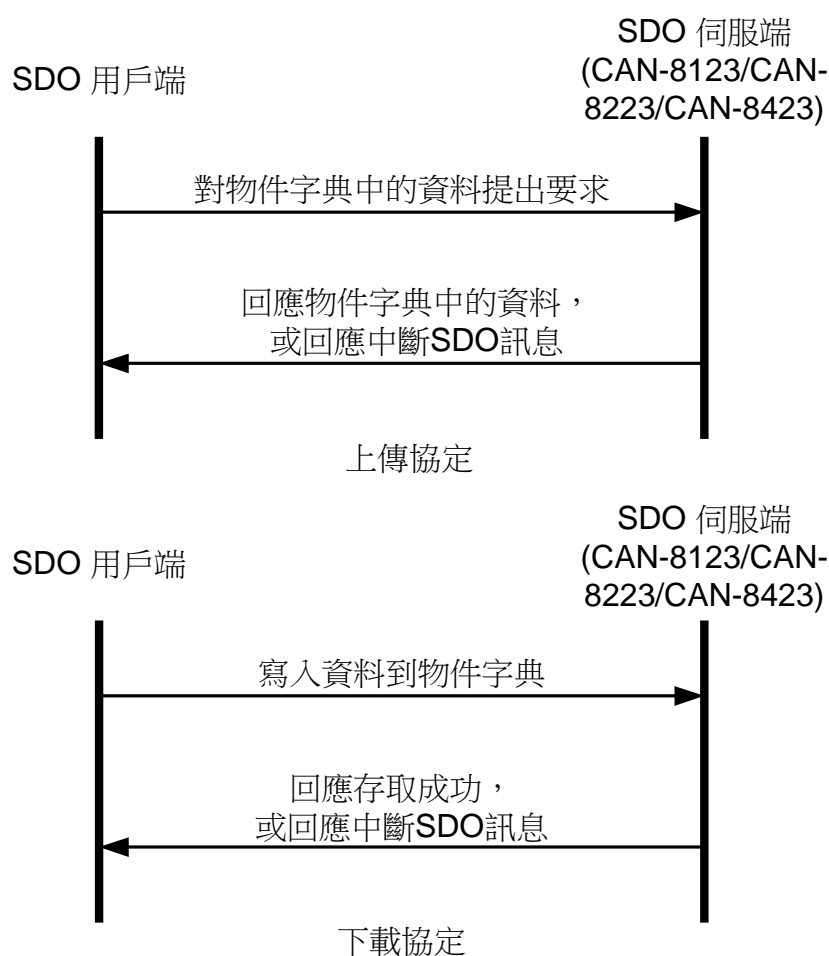 SDO 用戶端
SDO 伺服端
(CAN-8123/CAN-
8223/CAN-8423)
對物件字典中的資料提出要求
回應物件字典中的資料，
或回應中斷SDO訊息
上傳協定
SDO 用戶端
SDO 伺服端
(CAN-8123/CAN-
8223/CAN-8423)
寫入資料到物件字典
回應存取成功，
或回應中斷SDO訊息
下載協定